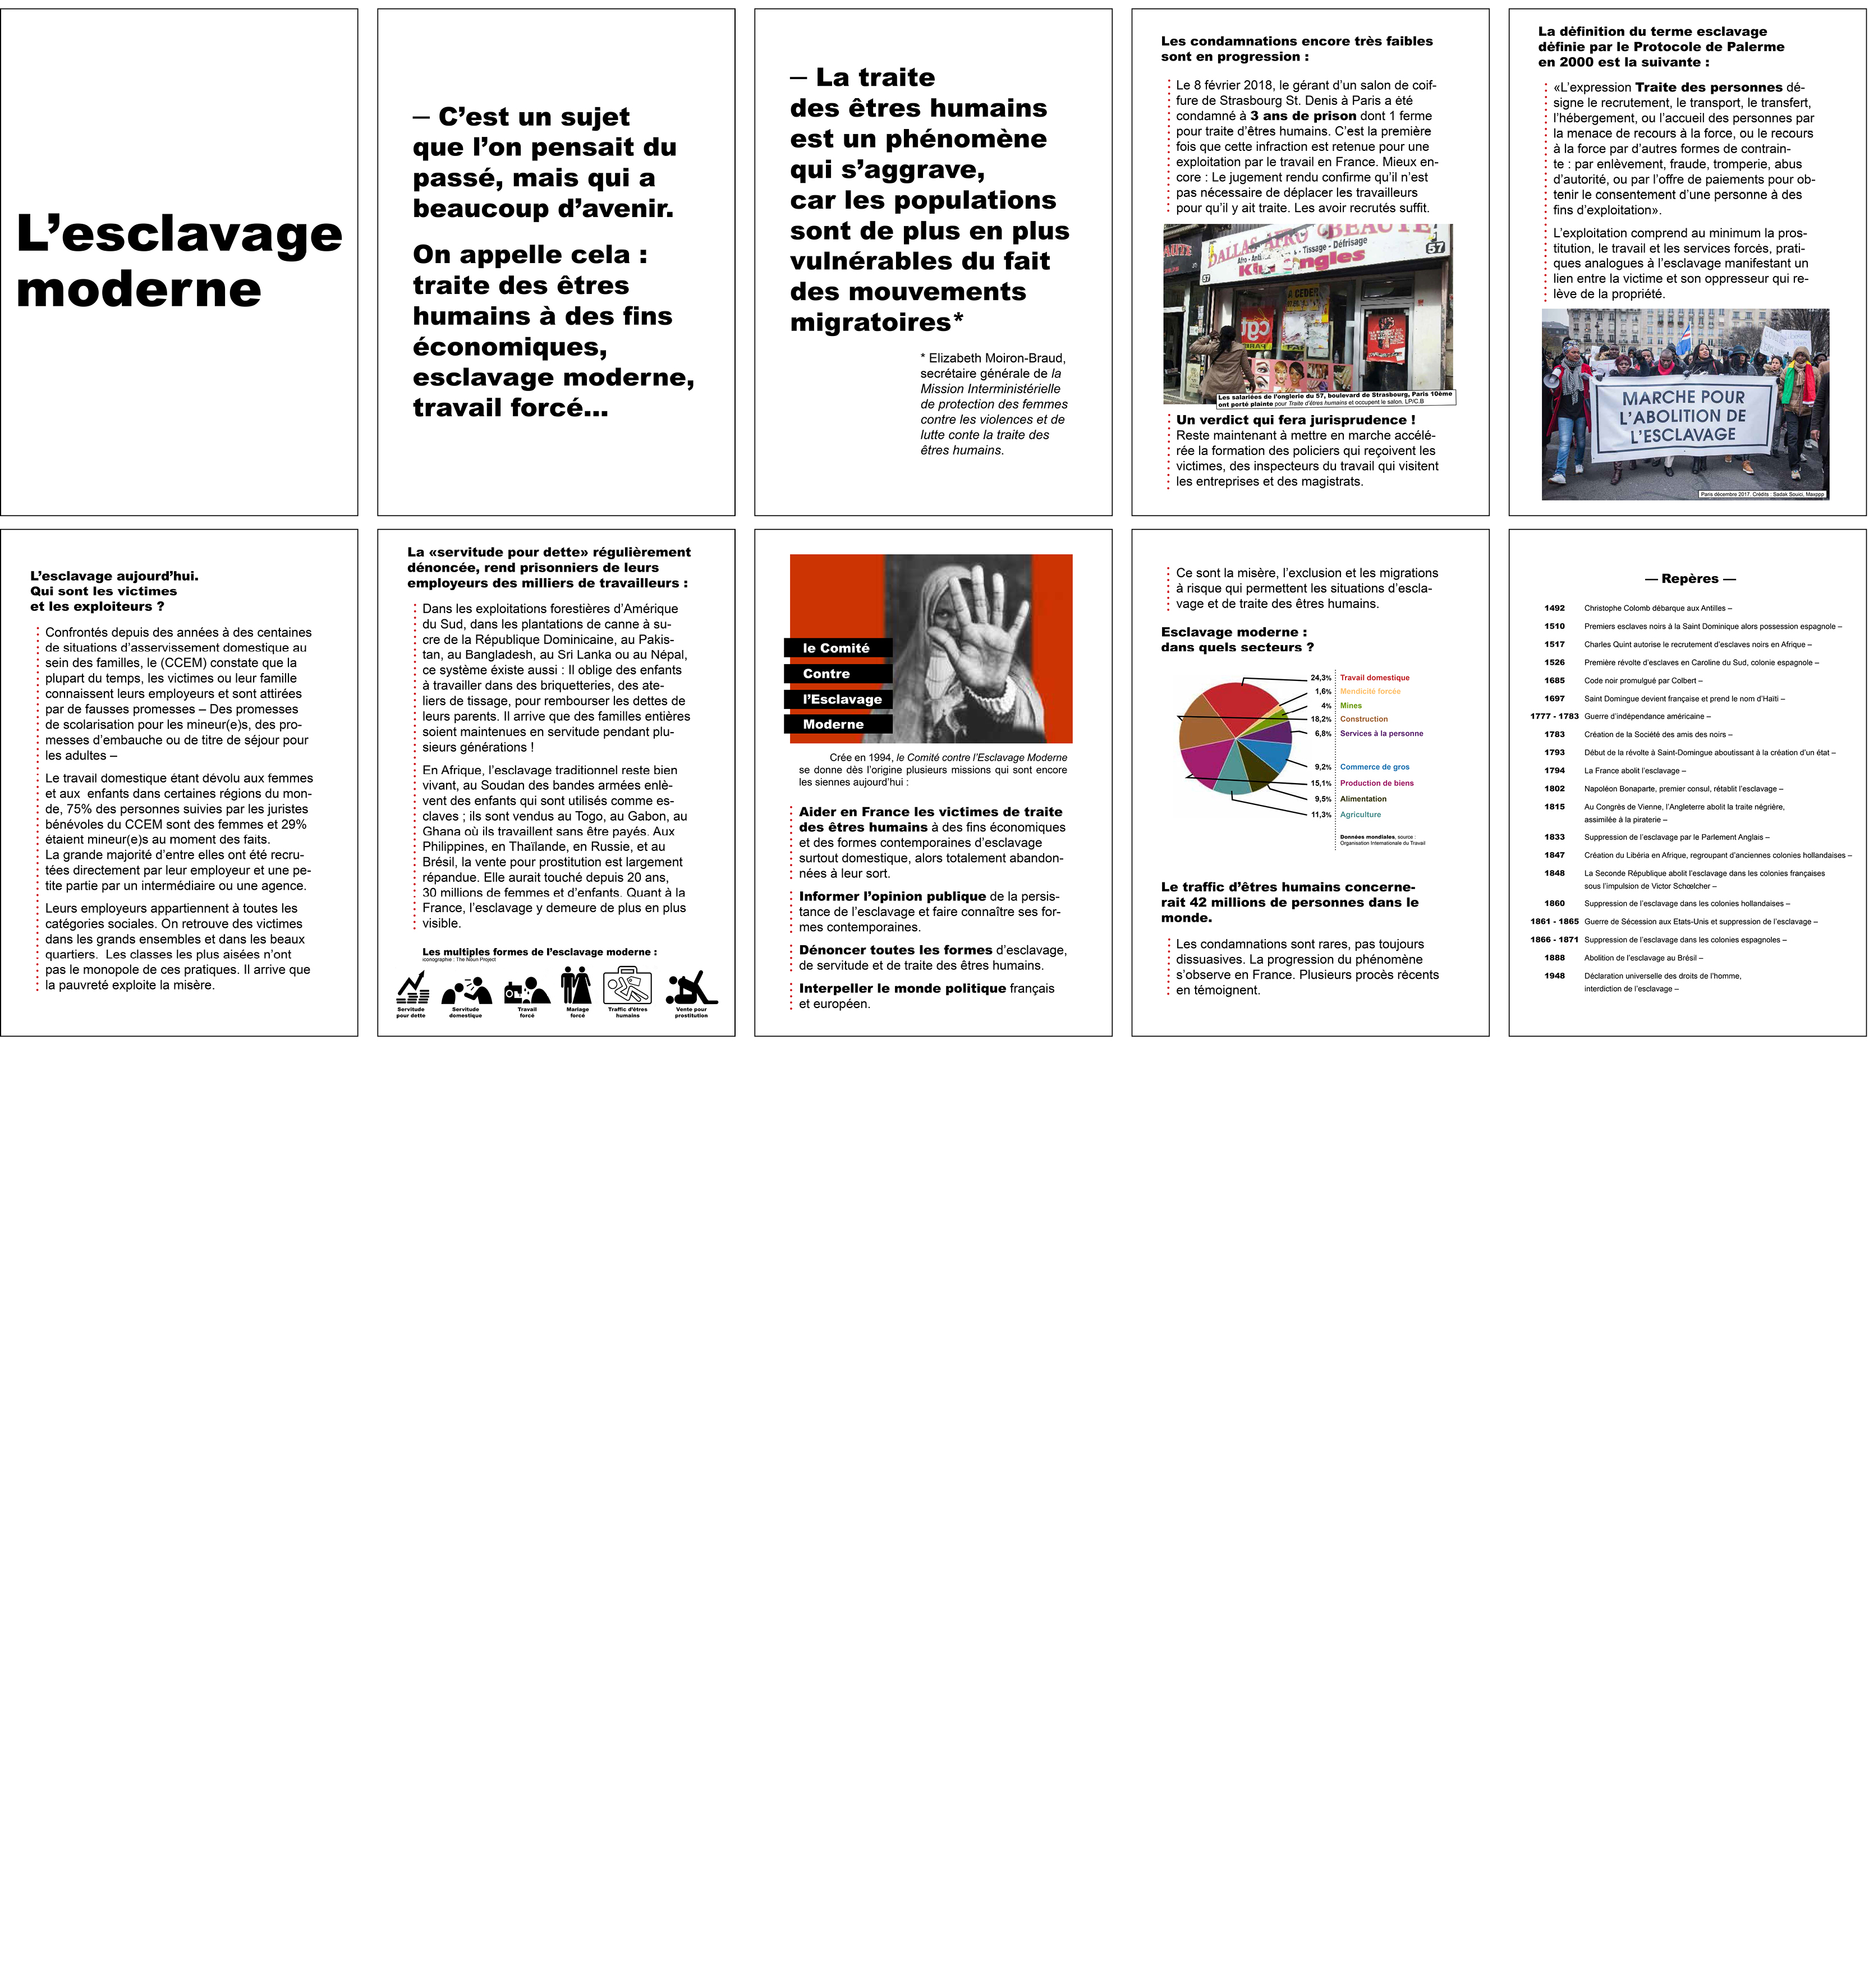 L’esclavage
moderne
— C’est un sujet
que l’on pensait du
passé, mais qui a
beaucoup d’avenir.
On appelle cela :
traite des êtres
humains à des fins
économiques,
esclavage moderne,
travail forcé...
— La traite
des êtres humains
est un phénomène
qui s’aggrave,
car les populations
sont de plus en plus
vulnérables du fait
des mouvements
migratoires*
* Elizabeth Moiron-Braud,
secrétaire générale de la
Mission Interministérielle
de protection des femmes
contre les violences et de
lutte conte la traite des
êtres humains.
Les condamnations encore très faibles
sont en progression :
Le 8 février 2018, le gérant d’un salon de coif-
fure de Strasbourg St. Denis à Paris a été
condamné à 3 ans de prison dont 1 ferme
pour traite d’êtres humains. C’est la première
fois que cette infraction est retenue pour une
exploitation par le travail en France. Mieux en-
core : Le jugement rendu confirme qu’il n’est
pas nécessaire de déplacer les travailleurs
pour qu’il y ait traite. Les avoir recrutés suffit.
DALLAS AFRO BEAUTE
57
Tissage - Défrisage
57
A CEDER
cgt
Les salariées de l’onglerie du 57, boulevard de Strasbourg, Paris 10ème
ont porté plainte pour Traite d’êtres humains et occupent le salon. LP/C.B
Un verdict qui fera jurisprudence !
Reste maintenant à mettre en marche accélé-
rée la formation des policiers qui reçoivent les
victimes, des inspecteurs du travail qui visitent
les entreprises et des magistrats.
La définition du terme esclavage
définie par le Protocole de Palerme
en 2000 est la suivante :
«L’expression Traite des personnes dé-
signe le recrutement, le transport, le transfert,
l’hébergement, ou l’accueil des personnes par
la menace de recours à la force, ou le recours
à la force par d’autres formes de contrain-
te : par enlèvement, fraude, tromperie, abus
d’autorité, ou par l’offre de paiements pour ob-
tenir le consentement d’une personne à des
fins d’exploitation».
L’exploitation comprend au minimum la pros-
titution, le travail et les services forcés, prati-
ques analogues à l’esclavage manifestant un
lien entre la victime et son oppresseur qui re-
lève de la propriété.
MARCHE POUR
L’ABOLITION DE
L’ESCLAVAGE
Paris décembre 2017. Crédits : Sadak Souici, Maxppp
L’esclavage aujourd’hui.
Qui sont les victimes
et les exploiteurs ?
Confrontés depuis des années à des centaines
de situations d’asservissement domestique au
sein des familles, le (CCEM) constate que la
plupart du temps, les victimes ou leur famille
connaissent leurs employeurs et sont attirées
par de fausses promesses – Des promesses
de scolarisation pour les mineur(e)s, des pro-
messes d’embauche ou de titre de séjour pour
les adultes –
Le travail domestique étant dévolu aux femmes
et aux enfants dans certaines régions du mon-
de, 75% des personnes suivies par les juristes
bénévoles du CCEM sont des femmes et 29%
étaient mineur(e)s au moment des faits.
La grande majorité d’entre elles ont été recru-
tées directement par leur employeur et une pe-
tite partie par un intermédiaire ou une agence.
Leurs employeurs appartiennent à toutes les
catégories sociales. On retrouve des victimes
dans les grands ensembles et dans les beaux
quartiers. Les classes les plus aisées n’ont
pas le monopole de ces pratiques. Il arrive que
la pauvreté exploite la misère.
La «servitude pour dette» régulièrement
dénoncée, rend prisonniers de leurs
employeurs des milliers de travailleurs :
Dans les exploitations forestières d’Amérique
du Sud, dans les plantations de canne à su-
cre de la République Dominicaine, au Pakis-
tan, au Bangladesh, au Sri Lanka ou au Népal,
ce système éxiste aussi : Il oblige des enfants
à travailler dans des briquetteries, des ate-
liers de tissage, pour rembourser les dettes de
leurs parents. Il arrive que des familles entières
soient maintenues en servitude pendant plu-
sieurs générations !
En Afrique, l’esclavage traditionnel reste bien
vivant, au Soudan des bandes armées enlè-
vent des enfants qui sont utilisés comme es-
claves ; ils sont vendus au Togo, au Gabon, au
Ghana où ils travaillent sans être payés. Aux
Philippines, en Thaïlande, en Russie, et au
Brésil, la vente pour prostitution est largement
répandue. Elle aurait touché depuis 20 ans,
30 millions de femmes et d’enfants. Quant à la
France, l’esclavage y demeure de plus en plus
visible.
Les multiples formes de l’esclavage moderne :
iconographie : The Noun Project
Servitude
pour dette
Servitude
domestique
Travail
forcé
Mariage
forcé
Traffic d’êtres
humains
Vente pour
prostitution
le Comité
Contre
l’Esclavage
Moderne
Crée en 1994, le Comité contre l’Esclavage Moderne
se donne dès l’origine plusieurs missions qui sont encore
les siennes aujourd’hui :
Aider en France les victimes de traite
des êtres humains à des fins économiques
et des formes contemporaines d’esclavage
surtout domestique, alors totalement abandon-
nées à leur sort.
Informer l’opinion publique de la persis-
tance de l’esclavage et faire connaître ses for-
mes contemporaines.
Dénoncer toutes les formes d’esclavage,
de servitude et de traite des êtres humains.
Interpeller le monde politique français
et européen.
Ce sont la misère, l’exclusion et les migrations
à risque qui permettent les situations d’escla-
vage et de traite des êtres humains.
Esclavage moderne :
dans quels secteurs ?
24,3% Travail domestique
1,6% Mendicité forcée
4% Mines
18,2% Construction
6,8% Services à la personne
9,2% Commerce de gros
15,1% Production de biens
9,5% Alimentation
11,3% Agriculture
Données mondiales, source :
Organisation Internationale du Travail
Le traffic d’êtres humains concerne-
rait 42 millions de personnes dans le
monde.
Les condamnations sont rares, pas toujours
dissuasives. La progression du phénomène
s’observe en France. Plusieurs procès récents
en témoignent.
— Repères —
1492 Christophe Colomb débarque aux Antilles –
1510 Premiers esclaves noirs à la Saint Dominique alors possession espagnole –
1517 Charles Quint autorise le recrutement d’esclaves noirs en Afrique –
1526 Première révolte d’esclaves en Caroline du Sud, colonie espagnole –
1685 Code noir promulgué par Colbert –
1697 Saint Domingue devient française et prend le nom d’Haïti –
1777 - 1783 Guerre d’indépendance américaine –
1783 Création de la Société des amis des noirs –
1793 Début de la révolte à Saint-Domingue aboutissant à la création d’un état –
1794 La France abolit l’esclavage –
1802 Napoléon Bonaparte, premier consul, rétablit l’esclavage –
1815 Au Congrès de Vienne, l’Angleterre abolit la traite négrière,
assimilée à la piraterie –
1833 Suppression de l’esclavage par le Parlement Anglais –
1847 Création du Libéria en Afrique, regroupant d’anciennes colonies hollandaises –
1848 La Seconde République abolit l’esclavage dans les colonies françaises
sous l’impulsion de Victor Schœlcher –
1860 Suppression de l’esclavage dans les colonies hollandaises –
1861 - 1865 Guerre de Sécession aux Etats-Unis et suppression de l’esclavage –
1866 - 1871 Suppression de l’esclavage dans les colonies espagnoles –
1888 Abolition de l’esclavage au Brésil –
1948 Déclaration universelle des droits de l’homme,
interdiction de l’esclavage –